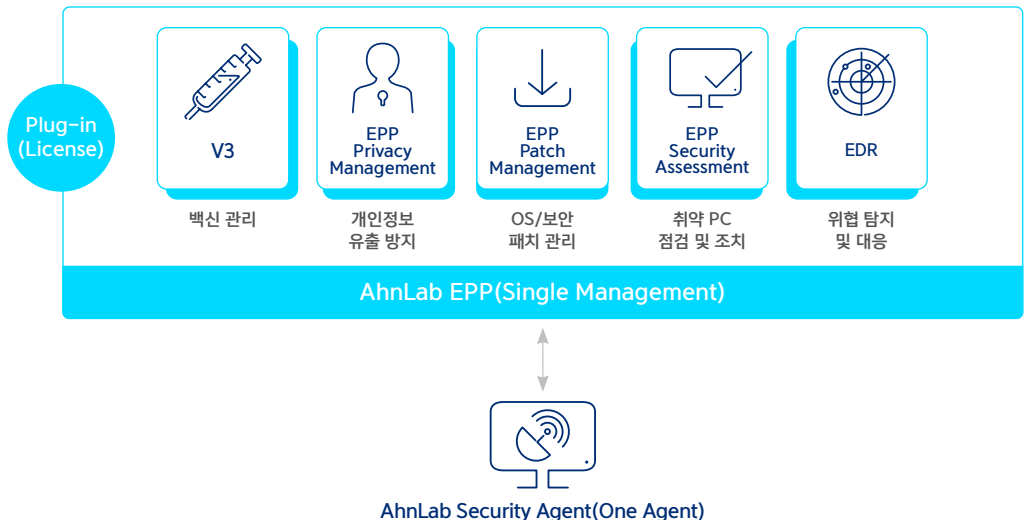 Plug-in
(License)
V3
EPP
Privacy
Management
EPP
Patch
Management
EPP
Security
Assessment
EDR
백신 관리
개인정보
유출 방지
OS/보안
패치 관리
취약 PC
점검 및 조치
위협 탐지
및 대응
AhnLab EPP(Single Management)
AhnLab Security Agent(One Agent)